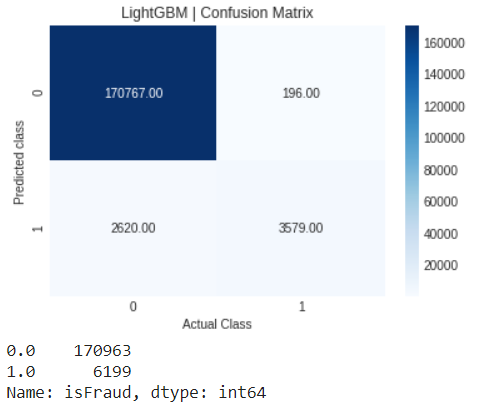 LightGBM | Confusion Matrix
160000
0 170767.00 196.00
140000
120000
Predicted class
100000
80000
1 2620.00 3579.00
60000
40000
20000
0 1
Actual Class
0.0 170963
1.0 6199
Name: isFraud, dtype: int64